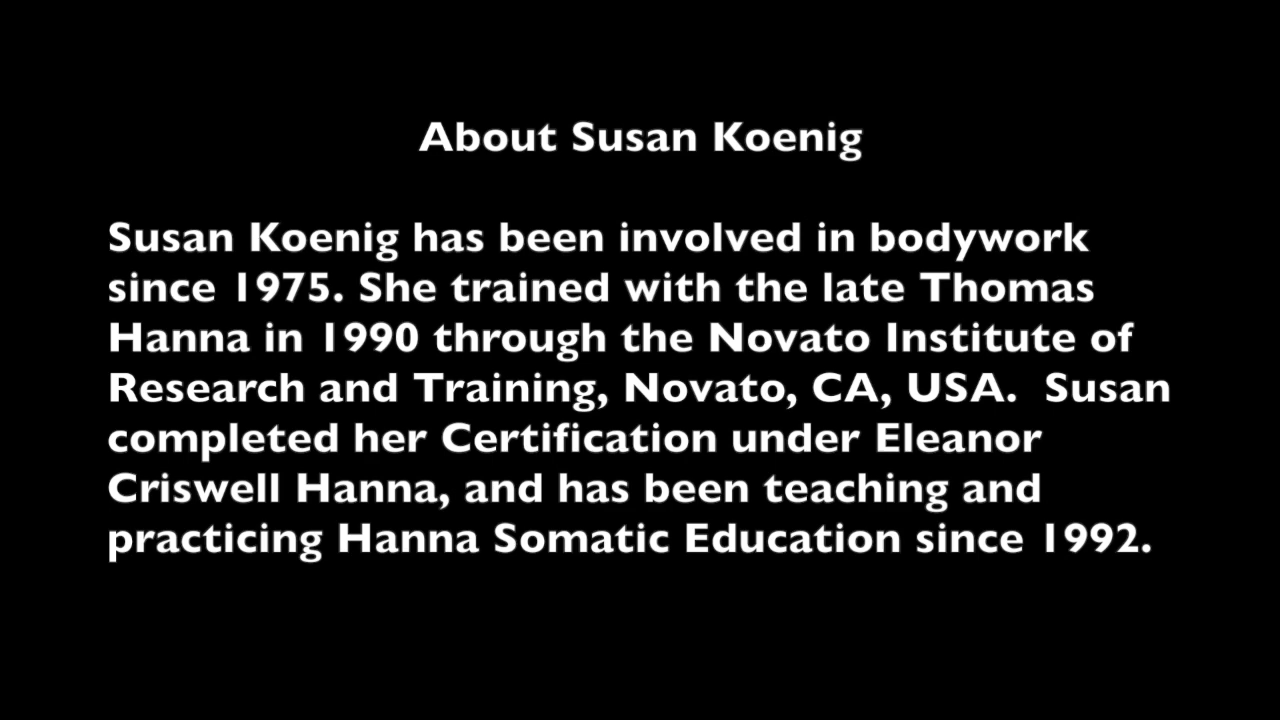 About Susan Koenig
Susan Koenig has been involved in bodywork
since 1975. She trained with the late Thomas
Hanna in 1990 through the Novato Institute of
Research and Training, Novato, CA, USA.  Susan
completed her Certification under Eleanor
Criswell Hanna, and has been teaching and
practicing Hanna Somatic Education since 1992.